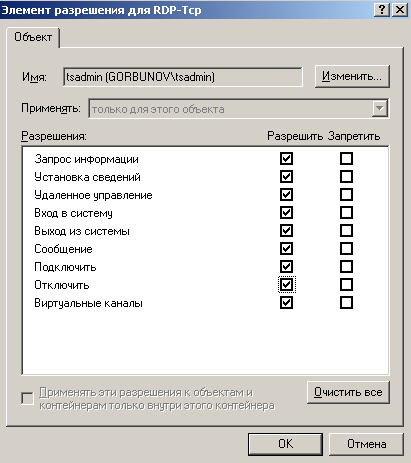 Элемент разрешения для RDP-Tcp
Объект
Имя: tsadmin (GORBUNOV\tsadmin) Изменить...
Применять: только для этого объекта
Разрешения: Разрешить Запретить
Запрос информации
Установка сведений
Удаленное управление
Вход в систему
Выход из системы
Сообщение
Подключить
Отключить
Виртуальные каналы
Применять эти разрешения к объектам и
контейнерам только внутри этого контейнера
Очистить все
OK Отмена